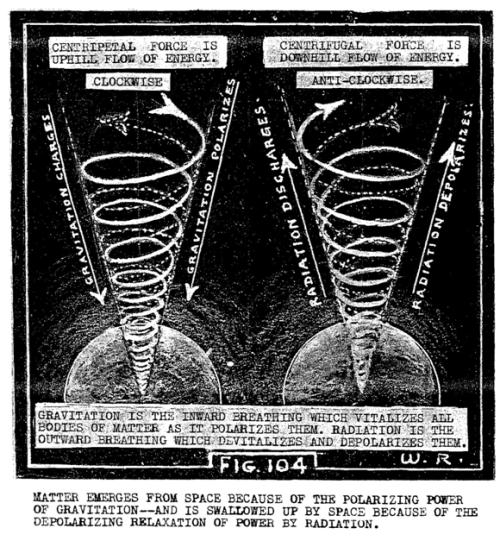 CENTRIPETAL FORCE IS
UPHILL FLOW OF ENERGY.
CLOCKWISE
CENTRIFUGAL FORCE IS
DOWNHILL FLOW OF ENERGY.
ANTI-CLOCKWISE.
GRAVITATION CHARGES
GRAVITATION POLARIZES
RADIATION DISCHARGES
RADIATION DEPOLARIZES
GRAVITATION IS THE INWARD BREATHING WHICH VITALIZES ALL
BODIES OF MATTER AS IT POLARIZES THEM. RADIATION IS THE
OUTWARD BREATHING WHICH DEVITALIZES AND DEPOLARIZES THEM.
FIG. 104
W. R.
MATTER EMERGES FROM SPACE BECAUSE OF THE POLARIZING POWER
OF GRAVITATION--AND IS SWALLOWED UP BY SPACE BECAUSE OF THE
DEPOLARIZING RELAXATION OF POWER BY RADIATION.